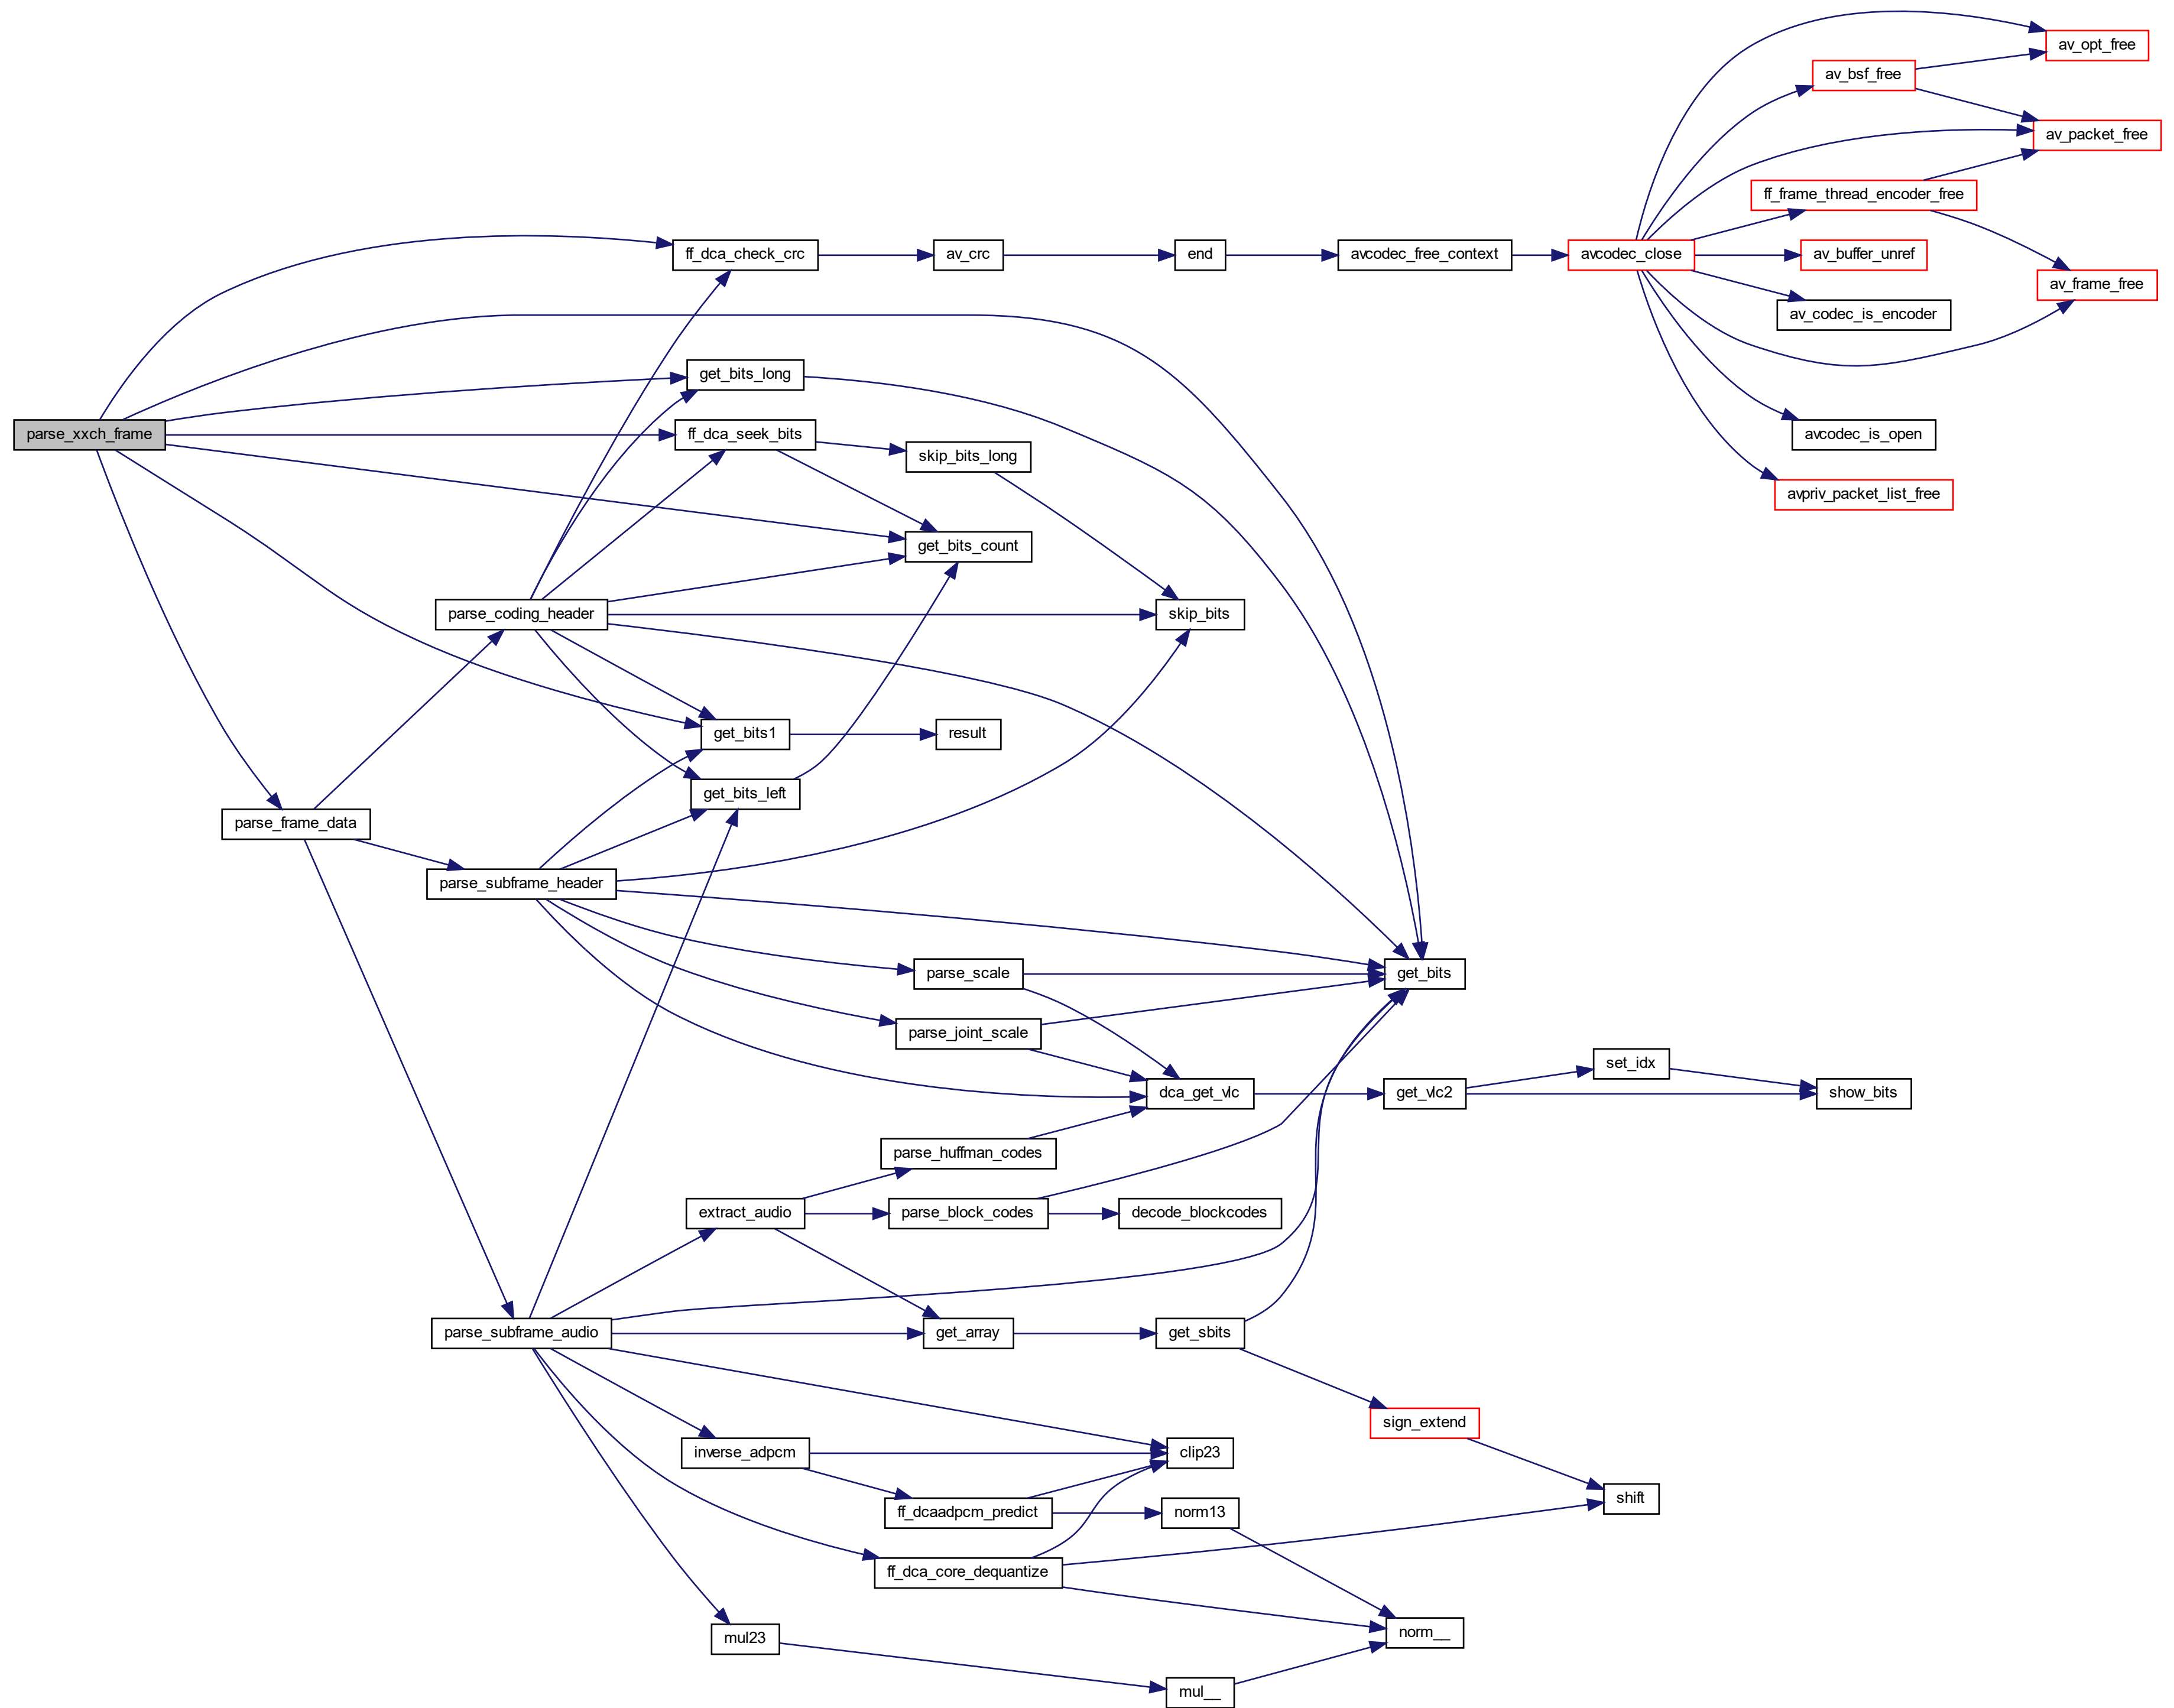 av_opt_free
av_bsf_free
av_packet_free
ff_frame_thread_encoder_free
ff_dca_check_crc
av_crc
end
avcodec_free_context
avcodec_close
av_buffer_unref
av_frame_free
av_codec_is_encoder
get_bits_long
parse_xxch_frame
ff_dca_seek_bits
avcodec_is_open
skip_bits_long
avpriv_packet_list_free
get_bits_count
parse_coding_header
skip_bits
get_bits1
result
get_bits_left
parse_frame_data
parse_subframe_header
parse_scale
get_bits
parse_joint_scale
set_idx
dca_get_vlc
get_vlc2
show_bits
parse_huffman_codes
extract_audio
parse_block_codes
decode_blockcodes
parse_subframe_audio
get_array
get_sbits
sign_extend
inverse_adpcm
clip23
shift
ff_dcaadpcm_predict
norm13
ff_dca_core_dequantize
mul23
norm__
mul__